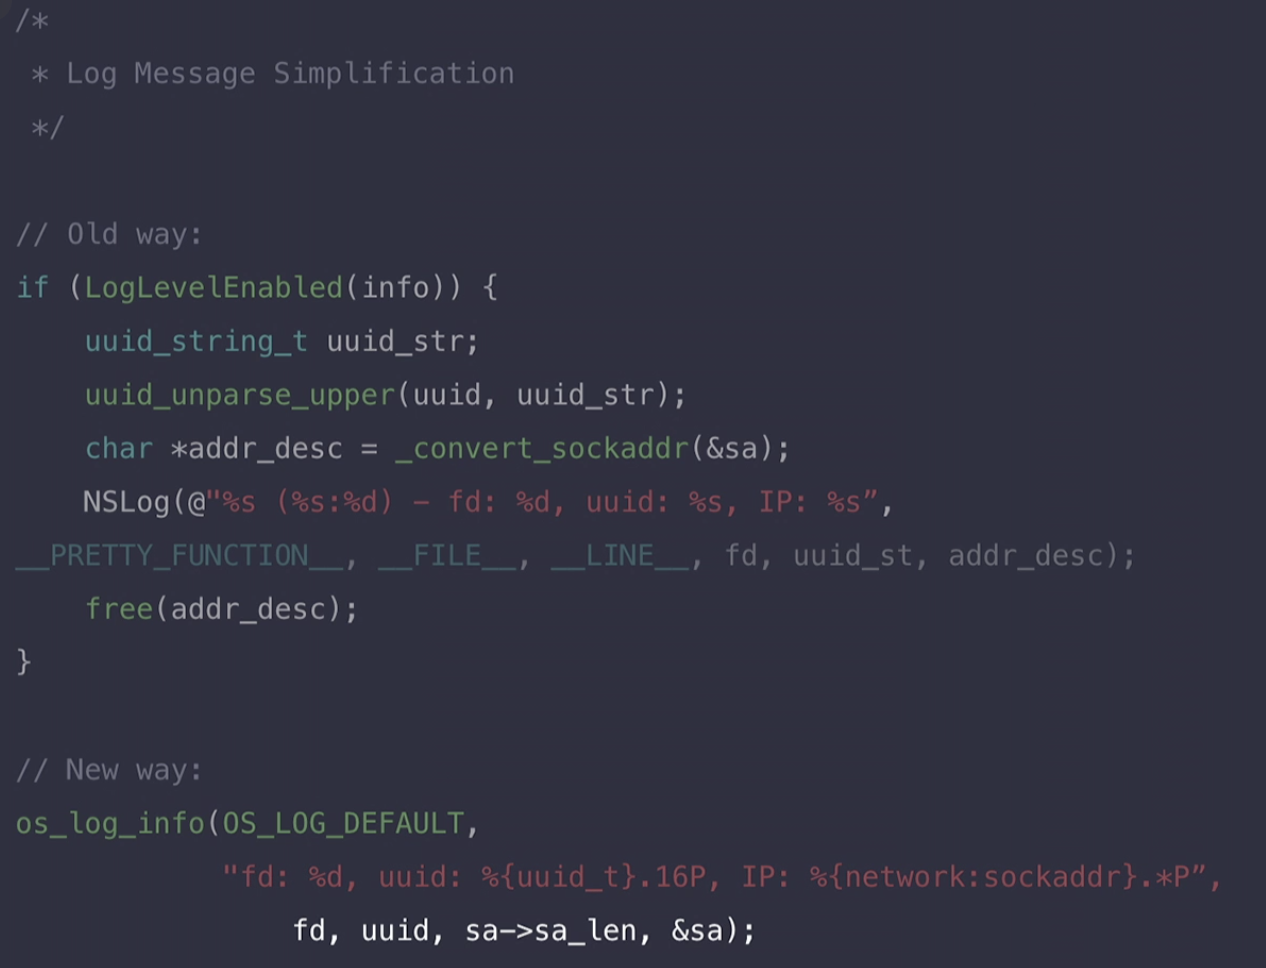 /*
 * Log Message Simplification
 */
// Old way:
if (LogLevelEnabled(info)) {
    uuid_string_t uuid_str;
    uuid_unparse_upper(uuid, uuid_str);
    char *addr_desc = _convert_sockaddr(&sa);
    NSLog(@"%s (%s:%d) – fd: %d, uuid: %s, IP: %s”,
__PRETTY_FUNCTION__, __FILE__, __LINE__, fd, uuid_st, addr_desc);
    free(addr_desc);
}
// New way:
os_log_info(OS_LOG_DEFAULT,
            "fd: %d, uuid: %{uuid_t}.16P, IP: %{network:sockaddr}.*P”,
                fd, uuid, sa–>sa_len, &sa);